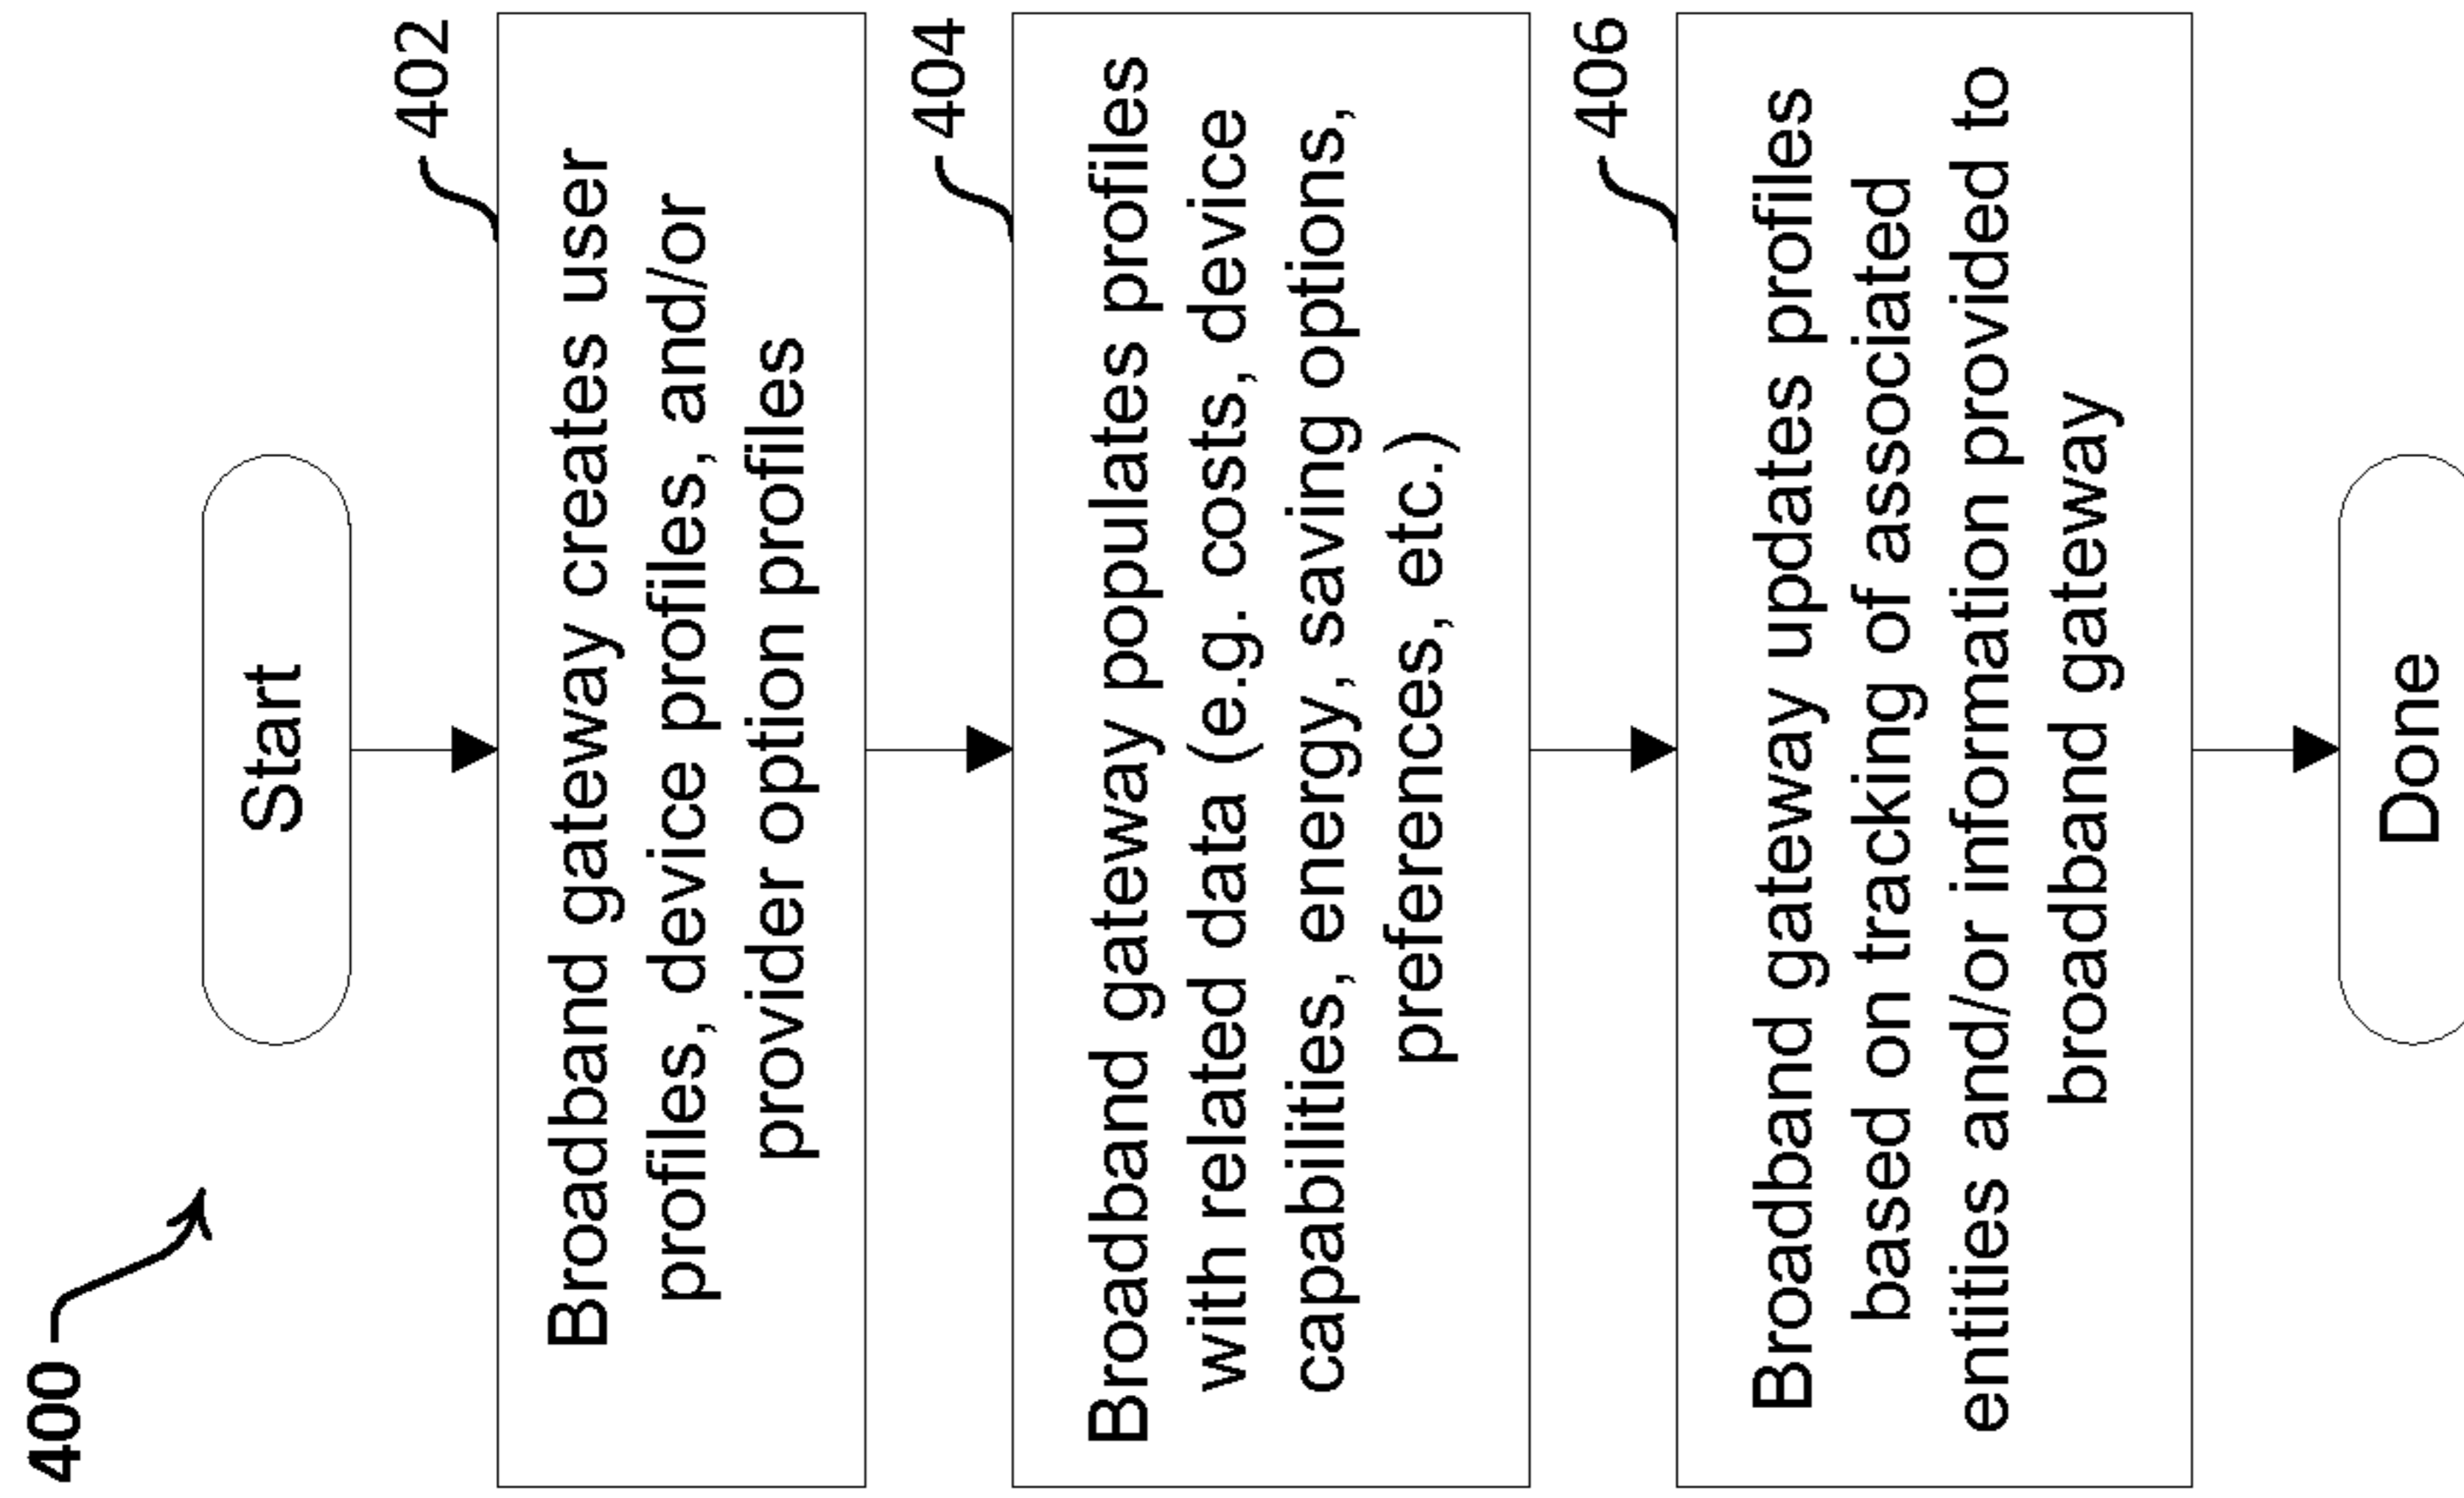 400
Start
402
Broadband gateway creates user
profiles, device profiles, and/or
provider option profiles
404
Broadband gateway populates profiles
with related data (e.g. costs, device
capabilities, energy, saving options,
preferences, etc.)
406
Broadband gateway updates profiles
based on tracking of associated
entities and/or information provided to
broadband gateway
Done